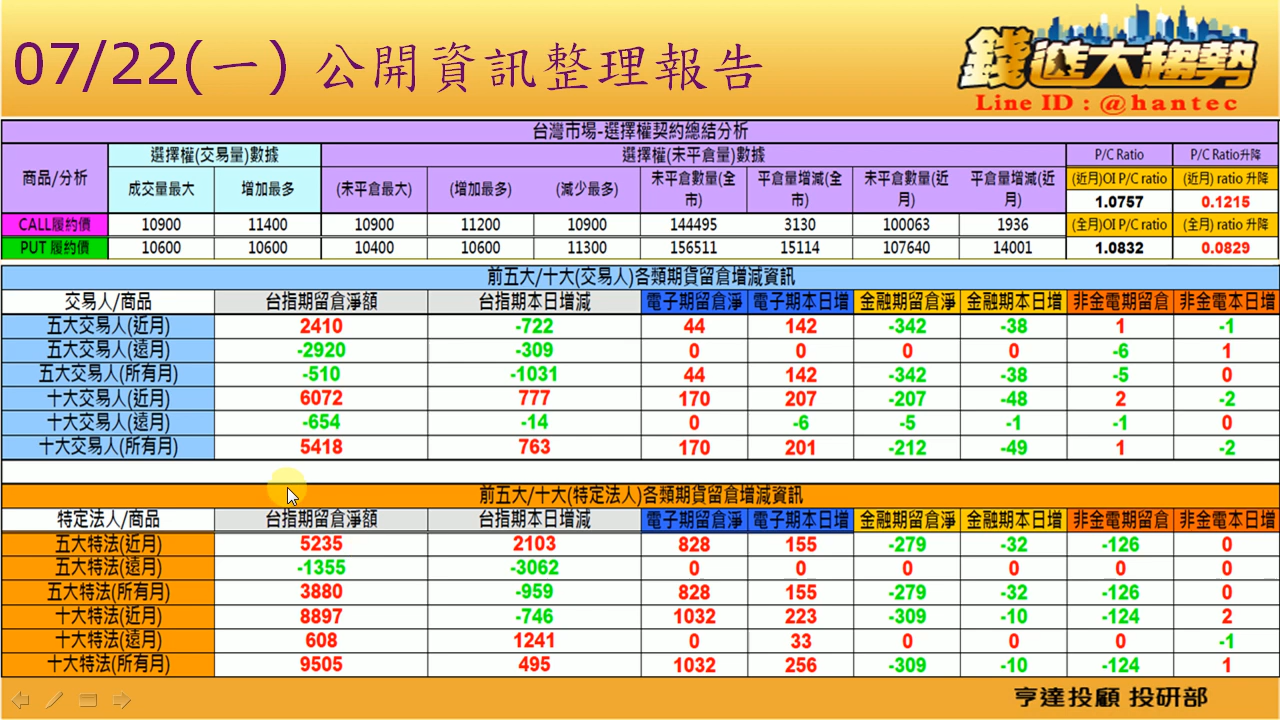 07/22(一) 公開資訊整理報告
錢進大趨勢
Line ID : @hantec
台灣市場-選擇權契約總結分析
商品/分析 選擇權(交易量)數據 選擇權(未平倉量)數據 P/C Ratio P/C Ratio升降
成交量最大 增加最多 (未平倉最大) (增加最多) (減少最多) 未平倉數量(全市) 平倉量增減(全市) 未平倉數量(近月) 平倉量增減(近月) (近月)OI P/C ratio (近月) ratio 升降
1.0757 0.1215
CALL履約價 10900 11400 10900 11200 10900 144495 3130 100063 1936 (全月)OI P/C ratio (全月) ratio 升降
PUT 履約價 10600 10600 10400 10600 11300 156511 15114 107640 14001 1.0832 0.0829
前五大/十大(交易人)各類期貨留倉增減資訊
交易人/商品 台指期留倉淨額 台指期本日增減 電子期留倉淨 電子期本日增 金融期留倉淨 金融期本日增 非金電期留倉 非金電本日增
五大交易人(近月) 2410 -722 44 142 -342 -38 1 -1
五大交易人(遠月) -2920 -309 0 0 0 0 -6 1
五大交易人(所有月) -510 -1031 44 142 -342 -38 -5 0
十大交易人(近月) 6072 777 170 207 -207 -48 2 -2
十大交易人(遠月) -654 -14 0 -6 -5 -1 -1 0
十大交易人(所有月) 5418 763 170 201 -212 -49 1 -2
前五大/十大(特定法人)各類期貨留倉增減資訊
特定法人/商品 台指期留倉淨額 台指期本日增減 電子期留倉淨 電子期本日增 金融期留倉淨 金融期本日增 非金電期留倉 非金電本日增
五大特法(近月) 5235 2103 828 155 -279 -32 -126 0
五大特法(遠月) -1355 -3062 0 0 0 0 0 0
五大特法(所有月) 3880 -959 828 155 -279 -32 -126 0
十大特法(近月) 8897 -746 1032 223 -309 -10 -124 2
十大特法(遠月) 608 1241 0 33 0 0 0 -1
十大特法(所有月) 9505 495 1032 256 -309 -10 -124 1
亨達投顧 投研部